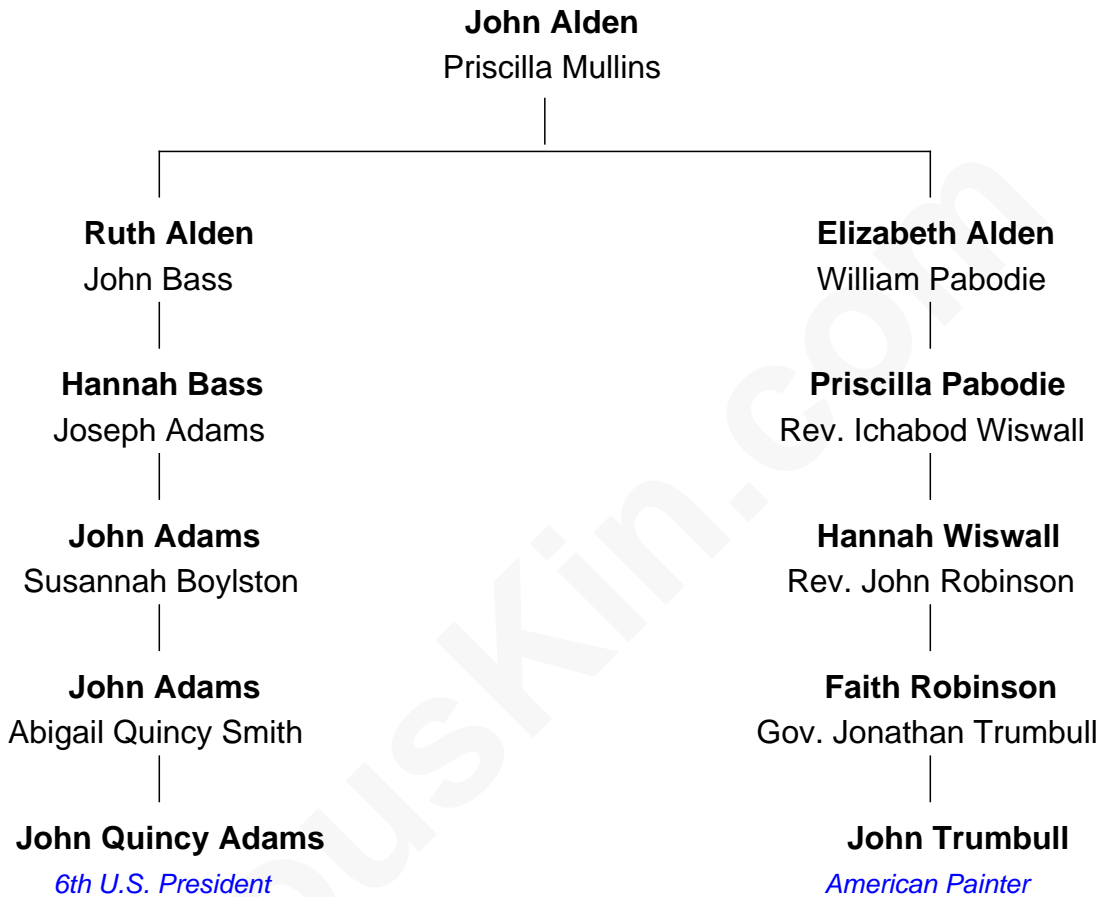 John Alden
Priscilla Mullins
Ruth Alden
John Bass
Hannah Bass
Joseph Adams
John Adams
Susannah Boylston
John Adams
Abigail Quincy Smith
John Quincy Adams
6th U.S. President
Elizabeth Alden
William Pabodie
Priscilla Pabodie
Rev. Ichabod Wiswall
Hannah Wiswall
Rev. John Robinson
Faith Robinson
Gov. Jonathan Trumbull
John Trumbull
American Painter
ousKin.com